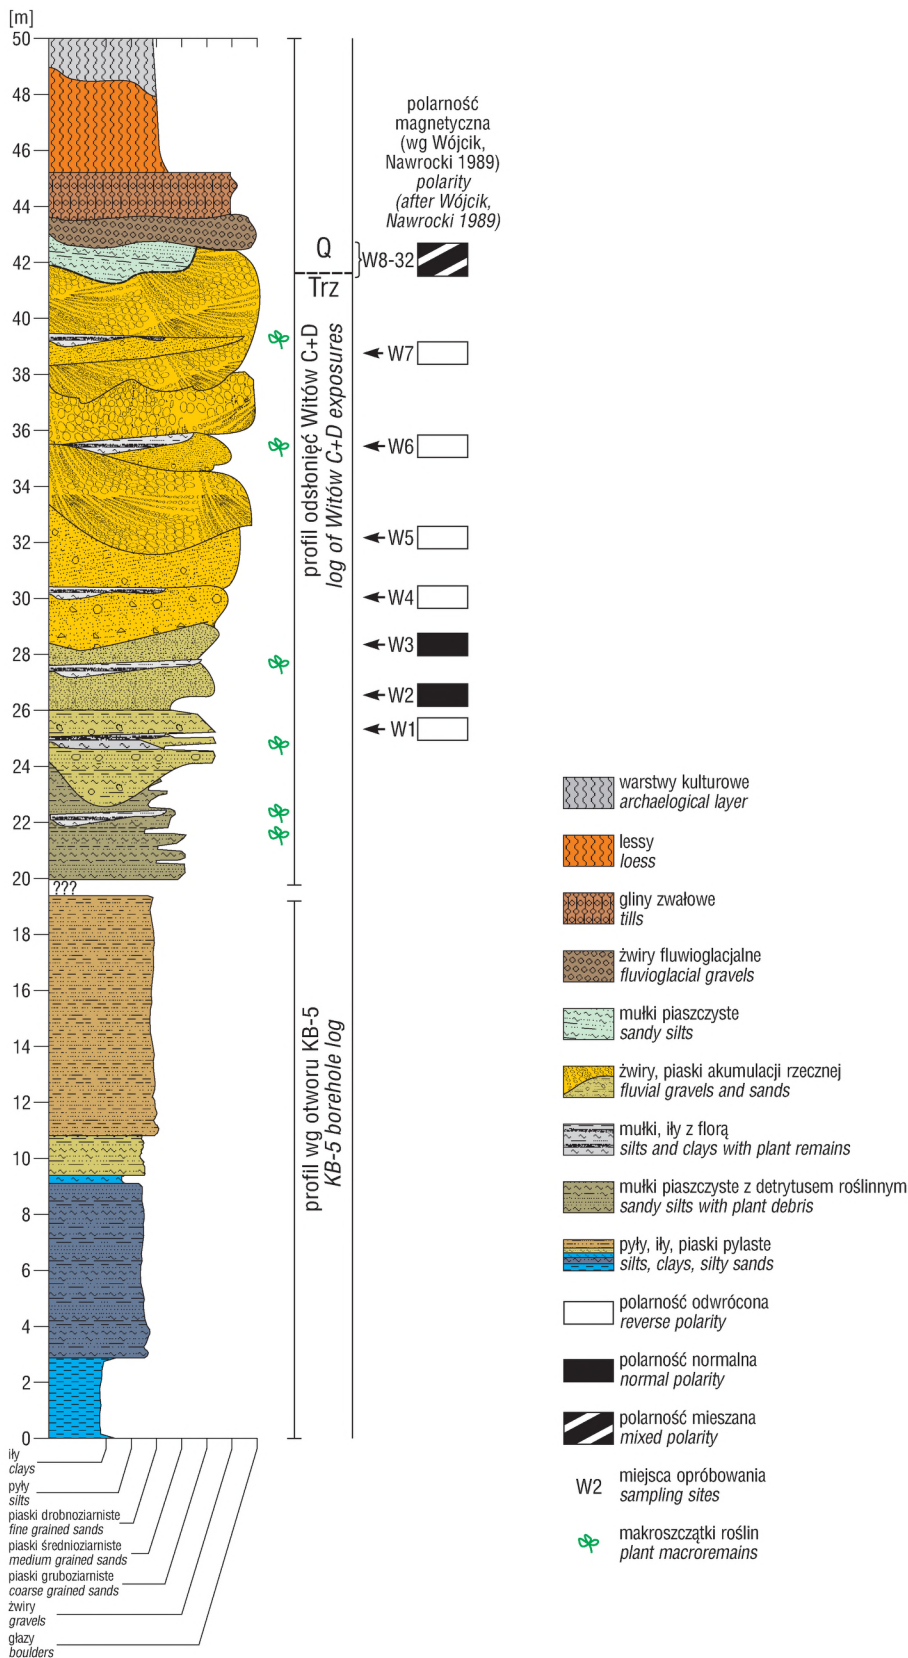 [m]
50
48
46
44
42
40
38
36
34
32
30
28
26
24
22
20
???
18
16
14
12
10
8
6
4
2
0
iły
clays
pyły
silts
piaski drobnoziarniste
fine grained sands
piaski średnioziarniste
medium grained sands
piaski gruboziarniste
coarse grained sands
żwiry
gravels
głazy
boulders
Q
Trz
profil odsłonięć Witów C+D
log of Witów C+D exposures
profil wg otworu KB-5
KB-5 borehole log
polarność
magnetyczna
(wg Wójcik,
Nawrocki 1989)
polarity
(after Wójcik,
Nawrocki 1989)
W8-32
W7
W6
W5
W4
W3
W2
W1
warstwy kulturowe
archaelogical layer
lessy
loess
gliny zwałowe
tills
żwiry fluwioglacjalne
fluvioglacial gravels
mułki piaszczyste
sandy silts
żwiry, piaski akumulacji rzecznej
fluvial gravels and sands
mułki, iły z florą
silts and clays with plant remains
mułki piaszczyste z detrytusem roślinnym
sandy silts with plant debris
pyły, iły, piaski pylaste
silts, clays, silty sands
polarność odwrócona
reverse polarity
polarność normalna
normal polarity
polarność mieszana
mixed polarity
W2
miejsca opróbowania
sampling sites
makroszczątki roślin
plant macroremains